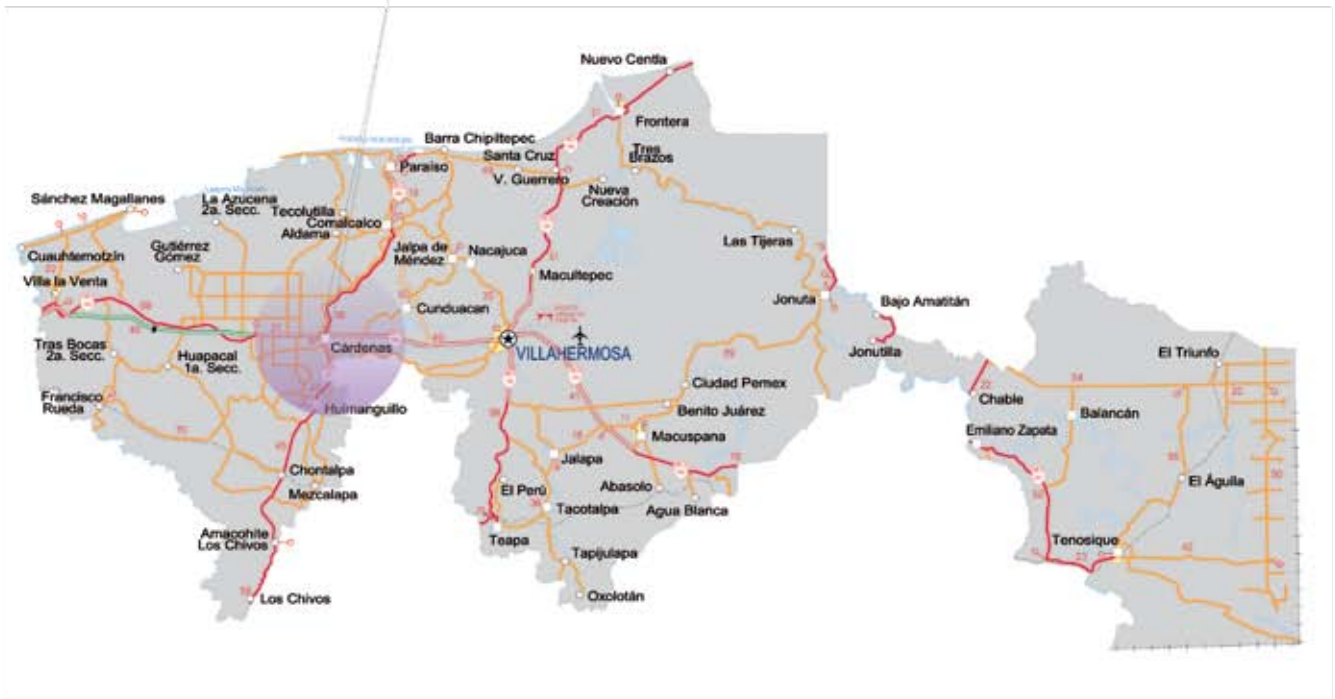 Nuevo Centla
Frontera
Barra Chipiltepec
Tres
Brazos
Santa Cruz
Paraiso
V. Guerrero
Nueva
Creación
Sánchez Magallanes
La Azucena
2a. Secc.
Tecolutilla
Comalcalco
Aldama
Las Tijeras
Cuauhtemotzín
Gutiérrez
Gómez
Jalpa de
Méndez
Nacajuca
Villa la Venta
Macultepec
Jonuta
Bajo Amatitán
Cunduacan
Cárdenas
VILLAHERMOSA
Tras Bocas
2a. Secc.
Huapacal
1a. Secc.
Jonutilla
El Triunfo
Ciudad Pemex
Francisco
Rueda
Huimanguillo
Benito Juárez
Chable
Balancán
Macuspana
Emiliano Zapata
Jalapa
Chontalpa
Mezcalapa
El Perú
Abasolo
El Águila
Tacotalpa
Agua Blanca
Amacohite
Los Chivos
Teapa
Tenosique
Tapijulapa
Los Chivos
Oxolotán